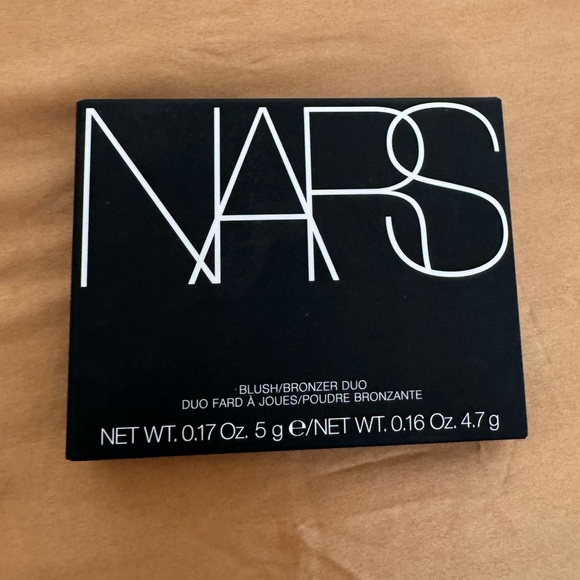 NARS
BLUSH/BRONZER DUO
DUO FARD À JOUES/POUDRE BRONZANTE
NET WT. 0.17 Oz. 5 g ℮/NET WT. 0.16 Oz. 4.7 g